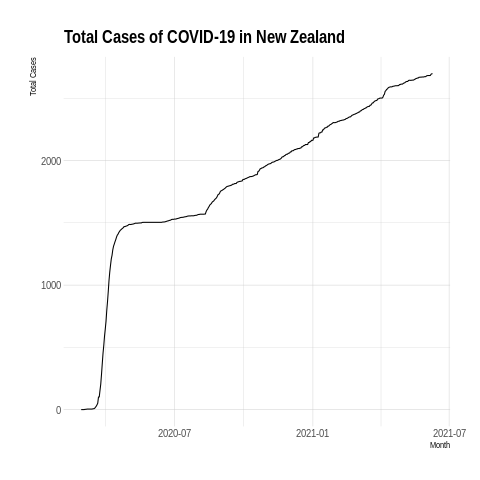 Total Cases of COVID-19 in New Zealand
Total Cases
2000
1000
0
2020-07
2021-01
2021-07
Month